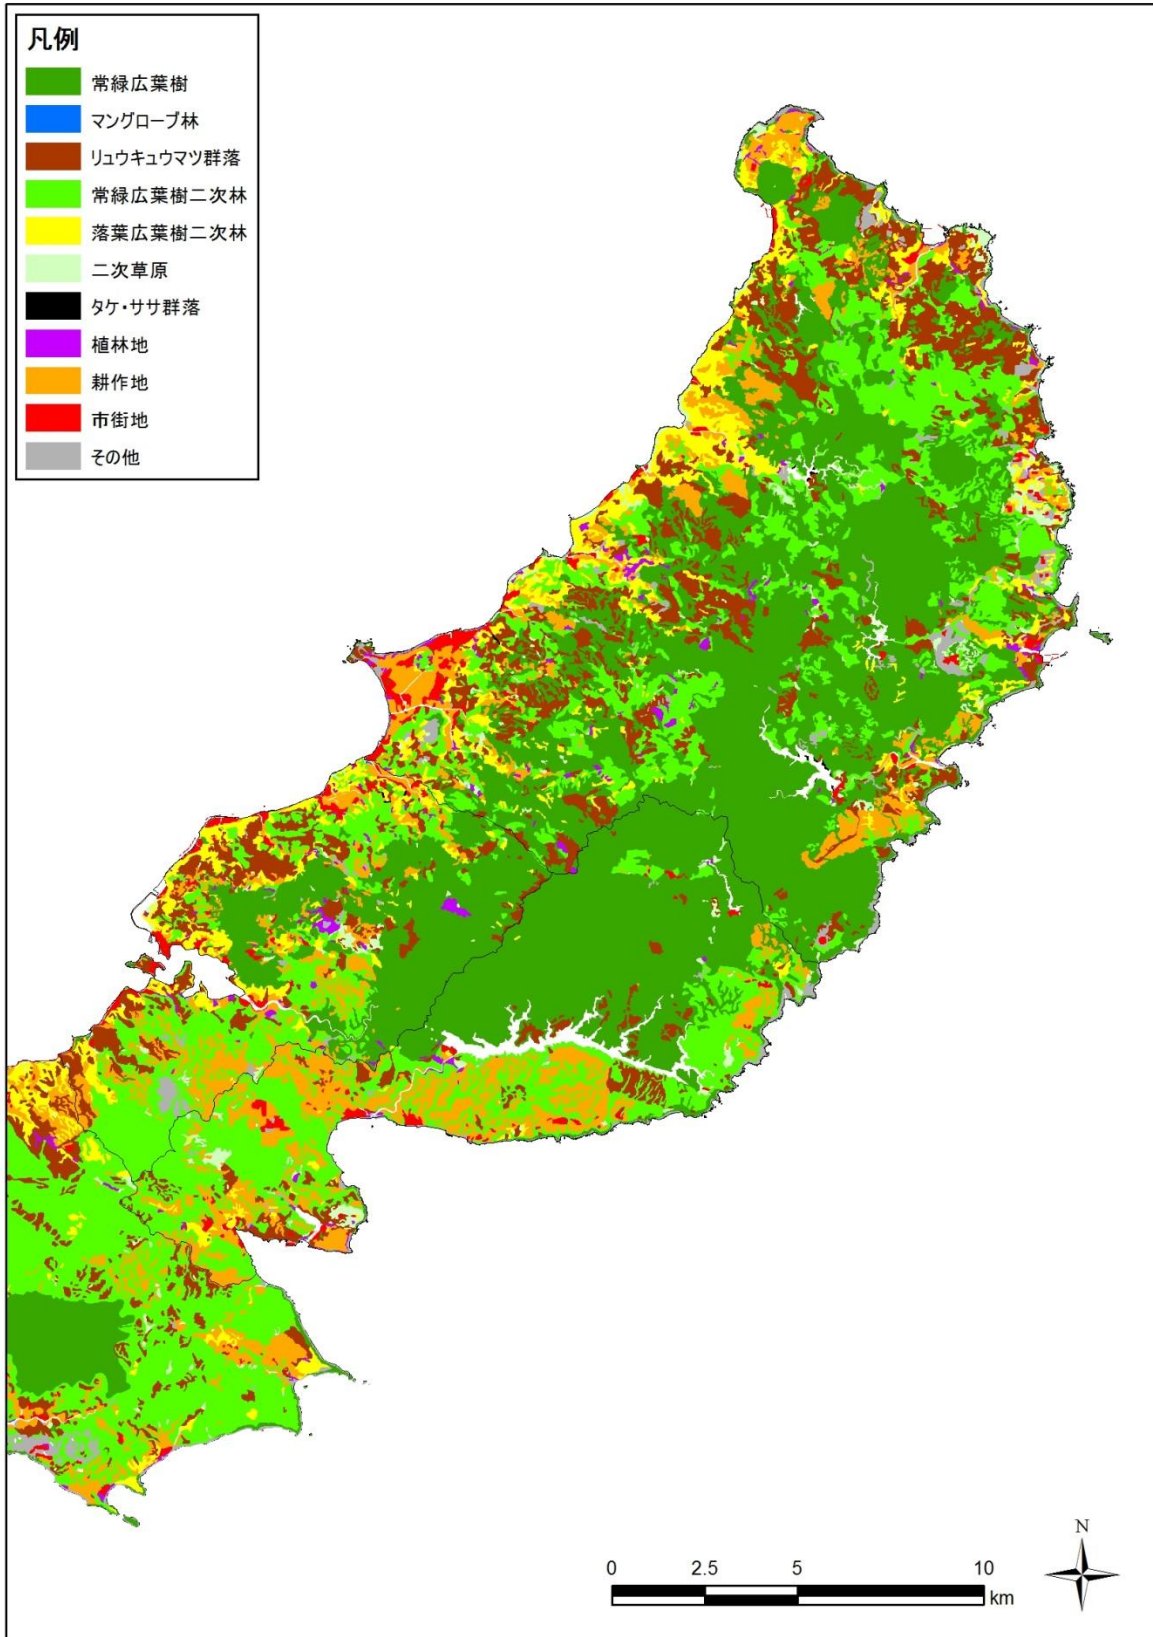 凡例
常緑広葉樹
マングローブ林
リュウキュウマツ群落
常緑広葉樹二次林
落葉広葉樹二次林
二次草原
タケ・ササ群落
植林地
耕作地
市街地
その他
N
0 2.5 5 10
km